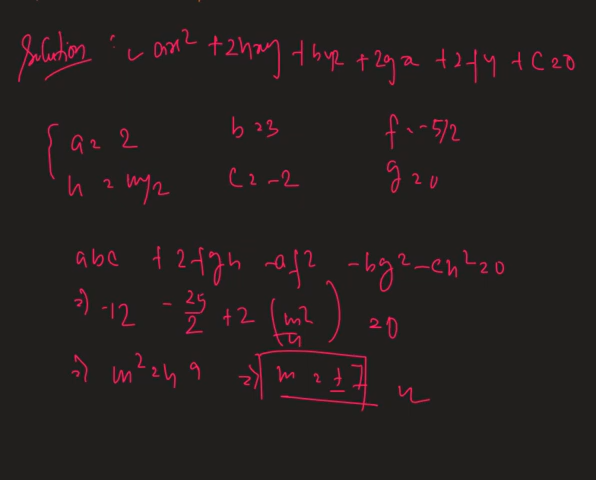 Solution : ax² + 2hxy + by² + 2gx + 2fy + c = 0
a = 2 b = 3 f = -5/2
h = m/2 c = -2 g = 0
abc + 2fgh - af² - bg² - ch² = 0
⇒ -12 - 25/2 + 2 (m²/4) = 0
⇒ m² = 49 ⇒ m = ± 7